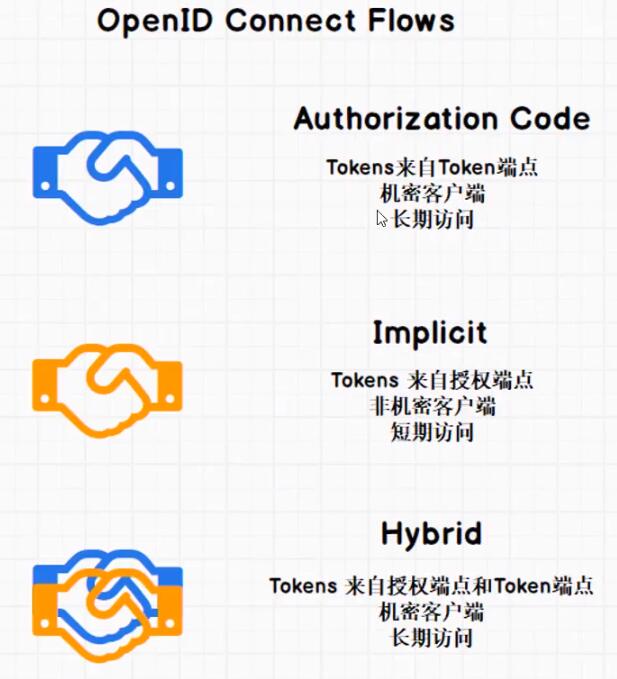 OpenID Connect Flows
Authorization Code
Tokens来自Token端点
机密客户端
长期访问
Implicit
Tokens 来自授权端点
非机密客户端
短期访问
Hybrid
Tokens 来自授权端点和Token端点
机密客户端
长期访问